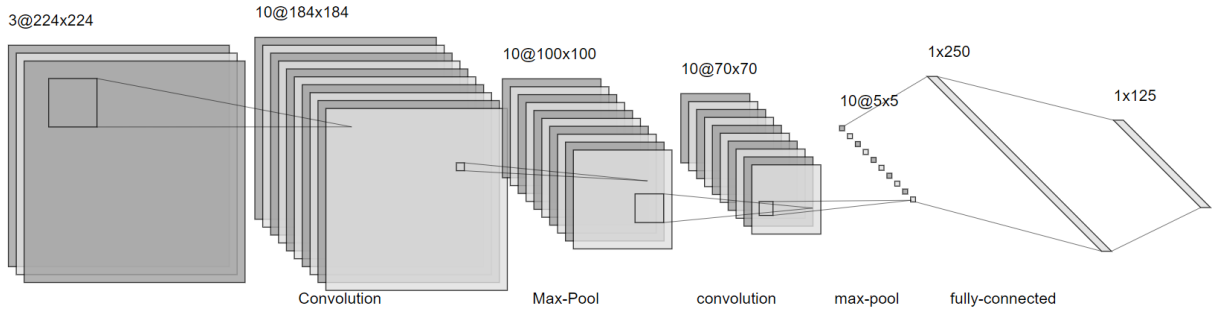 3@224x224
10@184x184
10@100x100
10@70x70
10@5x5
1x250
1x125
Convolution
Max-Pool
convolution
max-pool
fully-connected